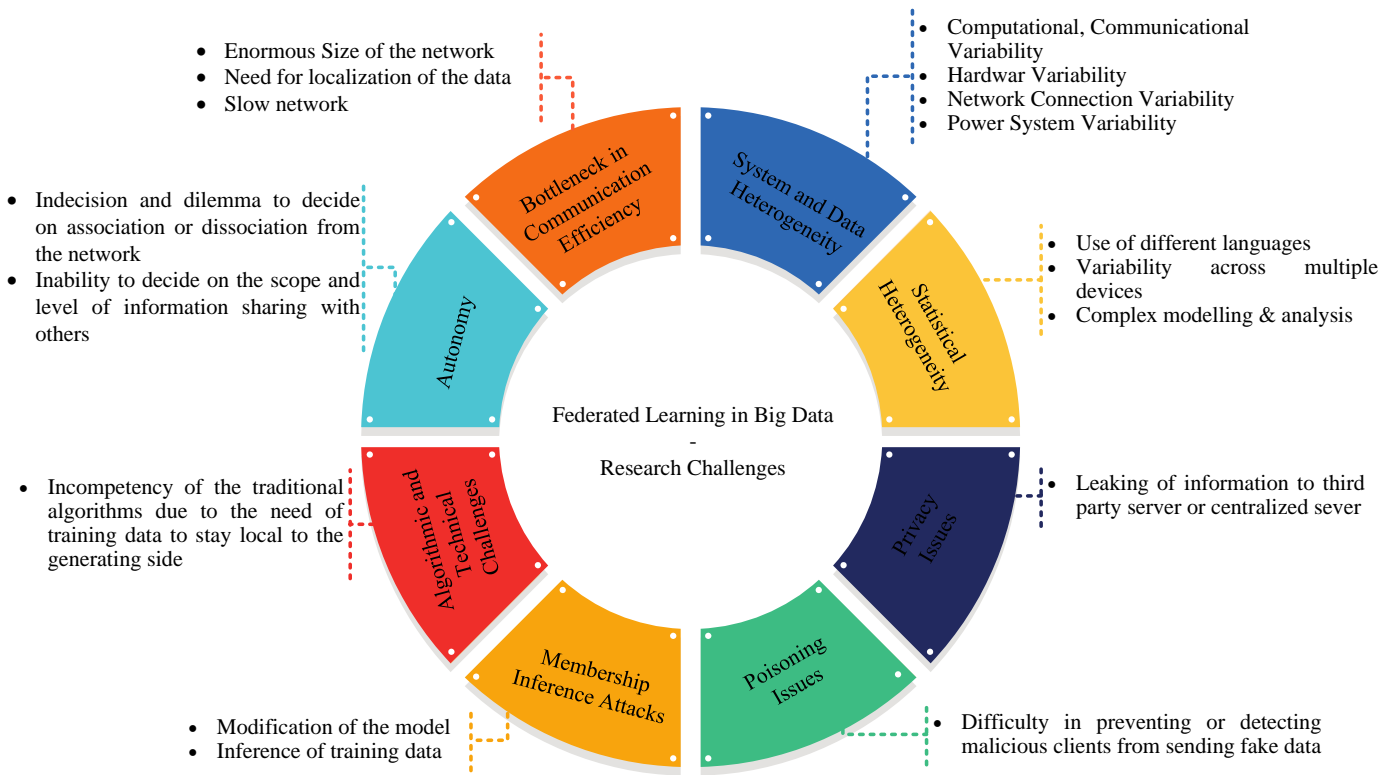 Federated Learning in Big Data
-
Research Challenges
System and Data
Heterogeneity
• Computational, Communicational
Variability
• Hardwar Variability
• Network Connection Variability
• Power System Variability
Statistical
Heterogeneity
• Use of different languages
• Variability across multiple
devices
• Complex modelling & analysis
Privacy
Issues
• Leaking of information to third
party server or centralized sever
Poisoning
Issues
• Difficulty in preventing or detecting
malicious clients from sending fake data
Membership
Inference Attacks
• Modification of the model
• Inference of training data
Algorithmic and
Technical
Challenges
• Incompetency of the traditional
algorithms due to the need of
training data to stay local to the
generating side
Autonomy
• Indecision and dilemma to decide
on association or dissociation from
the network
• Inability to decide on the scope and
level of information sharing with
others
Bottleneck in
Communication
Efficiency
• Enormous Size of the network
• Need for localization of the data
• Slow network